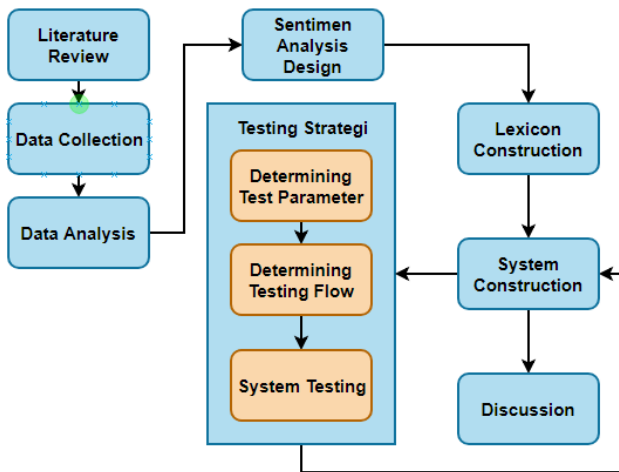 Literature
Review
Data Collection
Data Analysis
Sentimen
Analysis
Design
Lexicon
Construction
System
Construction
Discussion
Testing Strategi
Determining
Test Parameter
Determining
Testing Flow
System Testing